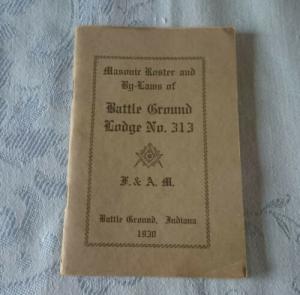 Masonic Roster and
By-Laws of
Battle Ground
Lodge No. 313
F. & A. M.
Battle Ground, Indiana
1930